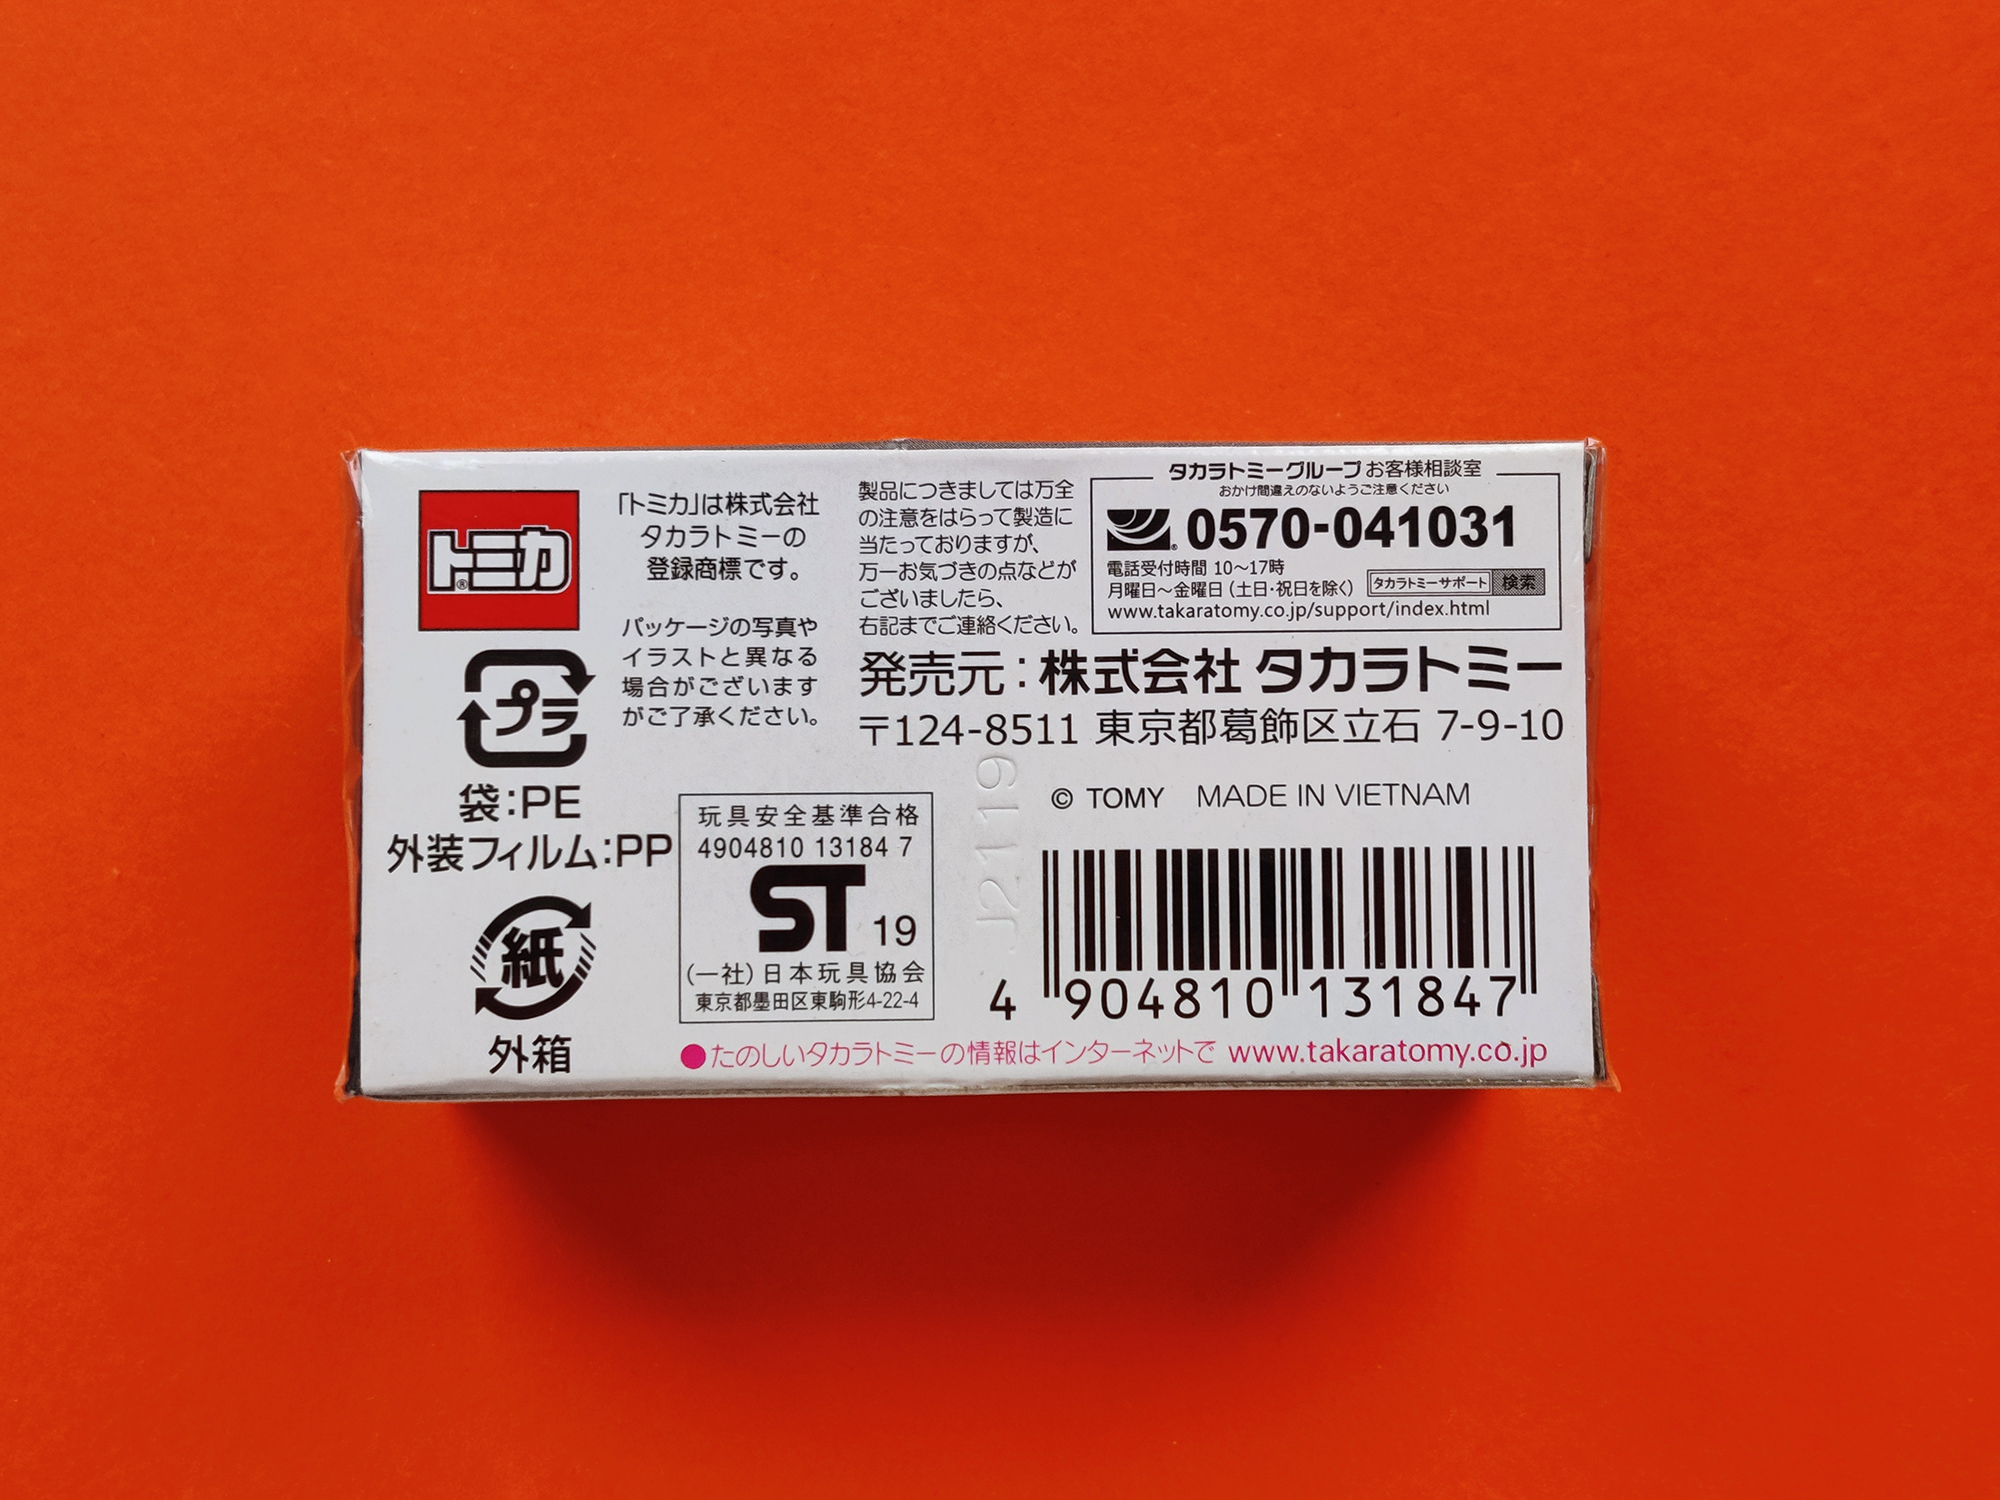 トミカ®
「トミカ」は株式会社
タカラトミーの
登録商標です。
パッケージの写真や
イラストと異なる
場合がございます
がご了承ください。
製品につきましては万全
の注意をはらって製造に
当たっておりますが、
万一お気づきの点などが
ございましたら、
右記までご連絡ください。
タカラトミーグループ お客様相談室
おかけ間違えのないようご注意ください
0570-041031
電話受付時間 10〜17時
月曜日〜金曜日（土日・祝日を除く） タカラトミーサポート 検索
www.takaratomy.co.jp/support/index.html
発売元：株式会社 タカラトミー
〒124-8511 東京都葛飾区立石 7-9-10
プラ
袋：PE
外装フィルム：PP
紙
外箱
玩具安全基準合格
4904810 13184 7
ST 19
(一社)日本玩具協会
東京都墨田区東駒形4-22-4
J2119
© TOMY MADE IN VIETNAM
4 904810 131847
●たのしいタカラトミーの情報はインターネットで www.takaratomy.co.jp